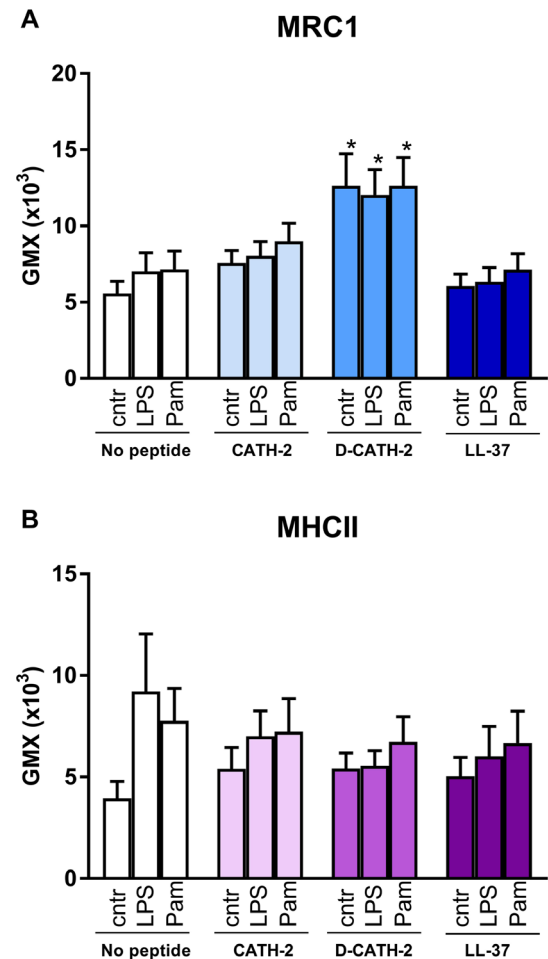 A
MRC1
GMX (x10³)
20
15
10
5
0
* * *
cntr LPS Pam cntr LPS Pam cntr LPS Pam cntr LPS Pam
No peptide CATH-2 D-CATH-2 LL-37
B
MHCII
GMX (x10³)
15
10
5
0
cntr LPS Pam cntr LPS Pam cntr LPS Pam cntr LPS Pam
No peptide CATH-2 D-CATH-2 LL-37